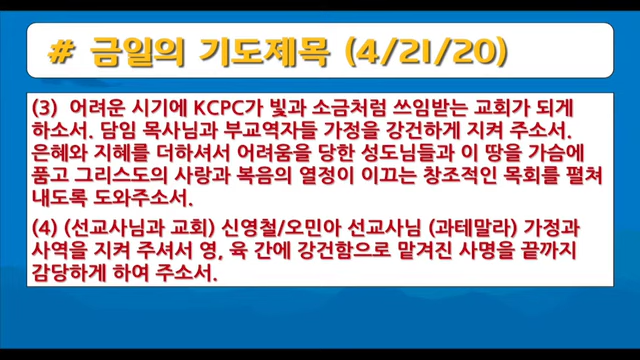 # 금일의 기도제목 (4/21/20)
(3) 어려운 시기에 KCPC가 빛과 소금처럼 쓰임받는 교회가 되게
하소서. 담임 목사님과 부교역자들 가정을 강건하게 지켜 주소서.
은혜와 지혜를 더하셔서 어려움을 당한 성도님들과 이 땅을 가슴에
품고 그리스도의 사랑과 복음의 열정이 이끄는 창조적인 목회를 펼쳐
내도록 도와주소서.
(4) (선교사님과 교회) 신영철/오민아 선교사님 (과테말라) 가정과
사역을 지켜 주셔서 영, 육 간에 강건함으로 맡겨진 사명을 끝까지
감당하게 하여 주소서.